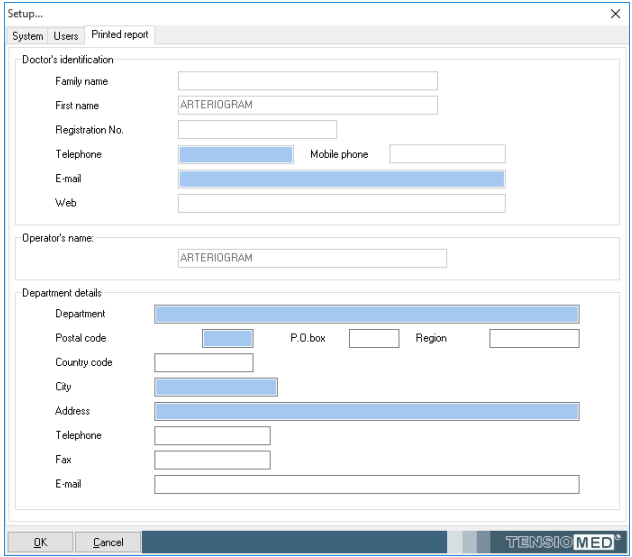 Setup...
System Users Printed report
Doctor's identification
Family name
First name ARTERIOGRAM
Registration No.
Telephone Mobile phone
E-mail
Web
Operator's name:
ARTERIOGRAM
Department details
Department
Postal code P.O.box Region
Country code
City
Address
Telephone
Fax
E-mail
OK Cancel TENSIOMED